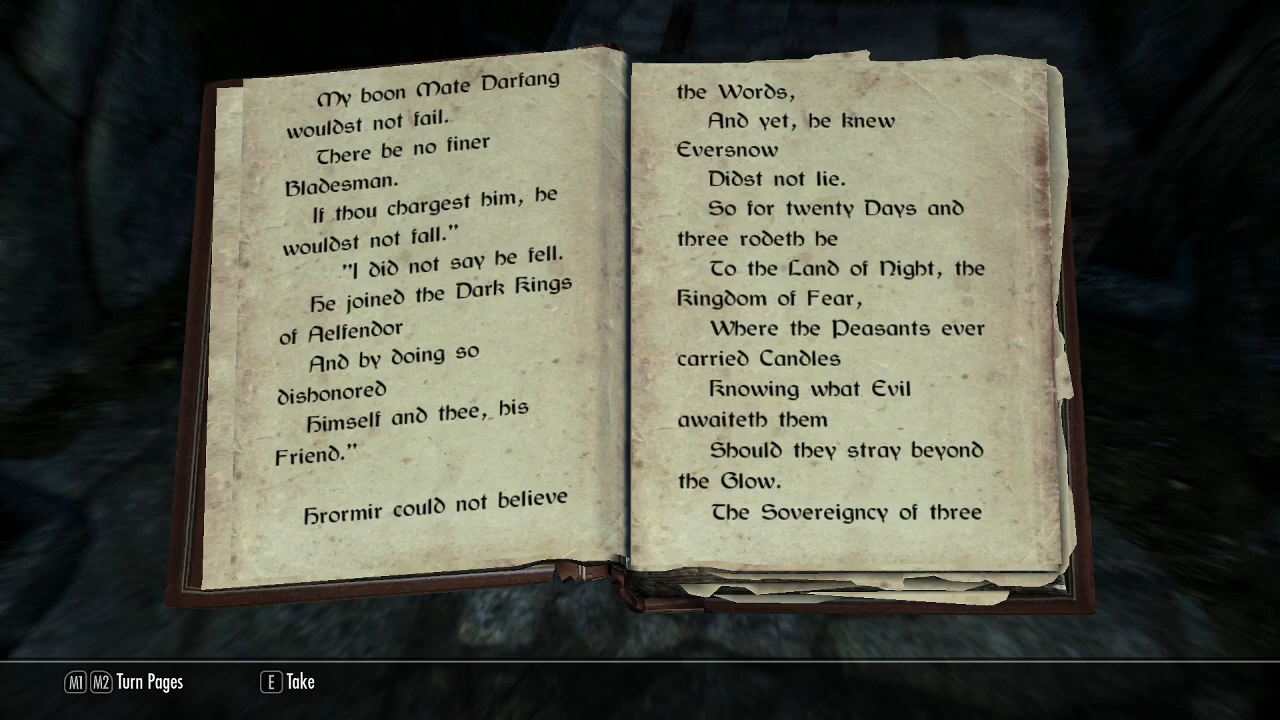 My boon Mate Darfang
wouldst not fail.
There be no finer
Bladesman.
If thou chargest him, he
wouldst not fall."
"I did not say he fell.
He joined the Dark Kings
of Aelfendor
And by doing so
dishonored
Himself and thee, his
Friend."
Hrormir could not believe
the Words,
And yet, he knew
Eversnow
Didst not lie.
So for twenty Days and
three rodeth he
To the Land of Night, the
Kingdom of Fear,
Where the Peasants ever
carried Candles
Knowing what Evil
awaiteth them
Should they stray beyond
the Glow.
The Sovereigncy of three
M1 M2 Turn Pages
E Take